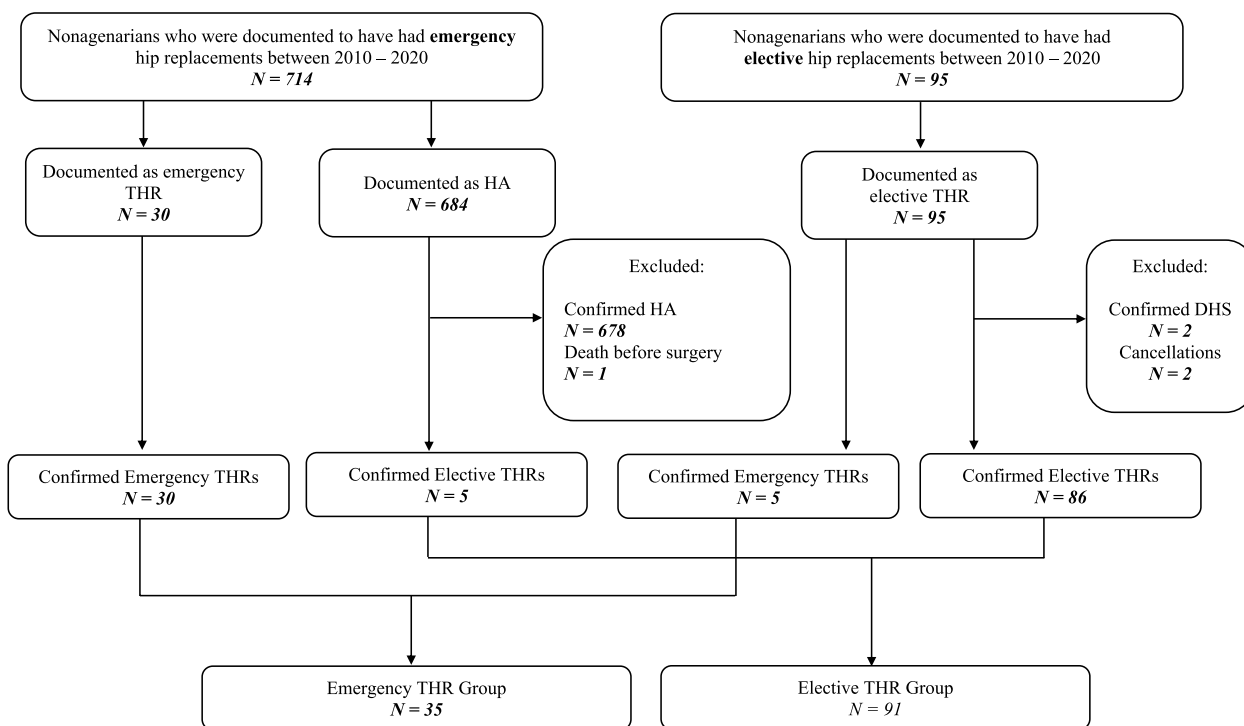 Nonagenarians who were documented to have had emergency
hip replacements between 2010 – 2020
N = 714
Nonagenarians who were documented to have had
elective hip replacements between 2010 – 2020
N = 95
Documented as emergency
THR
N = 30
Documented as HA
N = 684
Documented as
elective THR
N = 95
Excluded:
Confirmed HA
N = 678
Death before surgery
N = 1
Excluded:
Confirmed DHS
N = 2
Cancellations
N = 2
Confirmed Emergency THRs
N = 30
Confirmed Elective THRs
N = 5
Confirmed Emergency THRs
N = 5
Confirmed Elective THRs
N = 86
Emergency THR Group
N = 35
Elective THR Group
N = 91